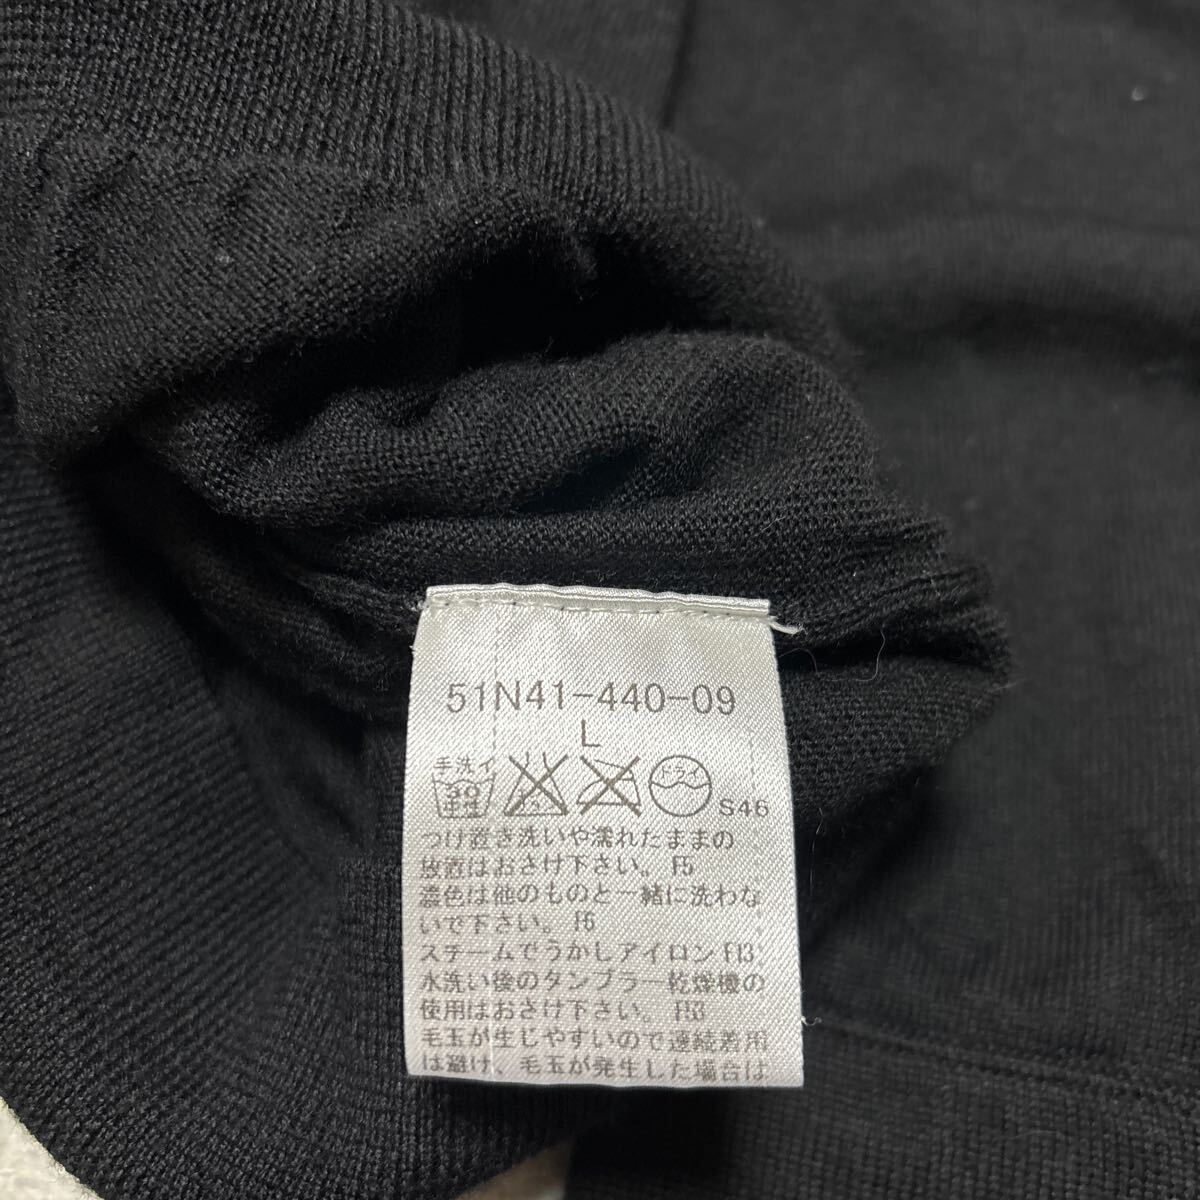 51N41-440-09
L
手洗イ ドライ
30
中性 S46
つけ置き洗いや濡れたままの
放置はおさけ下さい。F5
濃色は他のものと一緒に洗わな
いで下さい。F6
スチームでうかしアイロンF13
水洗い後のタンブラー乾燥機の
使用はおさけ下さい。
毛玉が生じやすいので連続着用
は避け、毛玉が発生した場合は